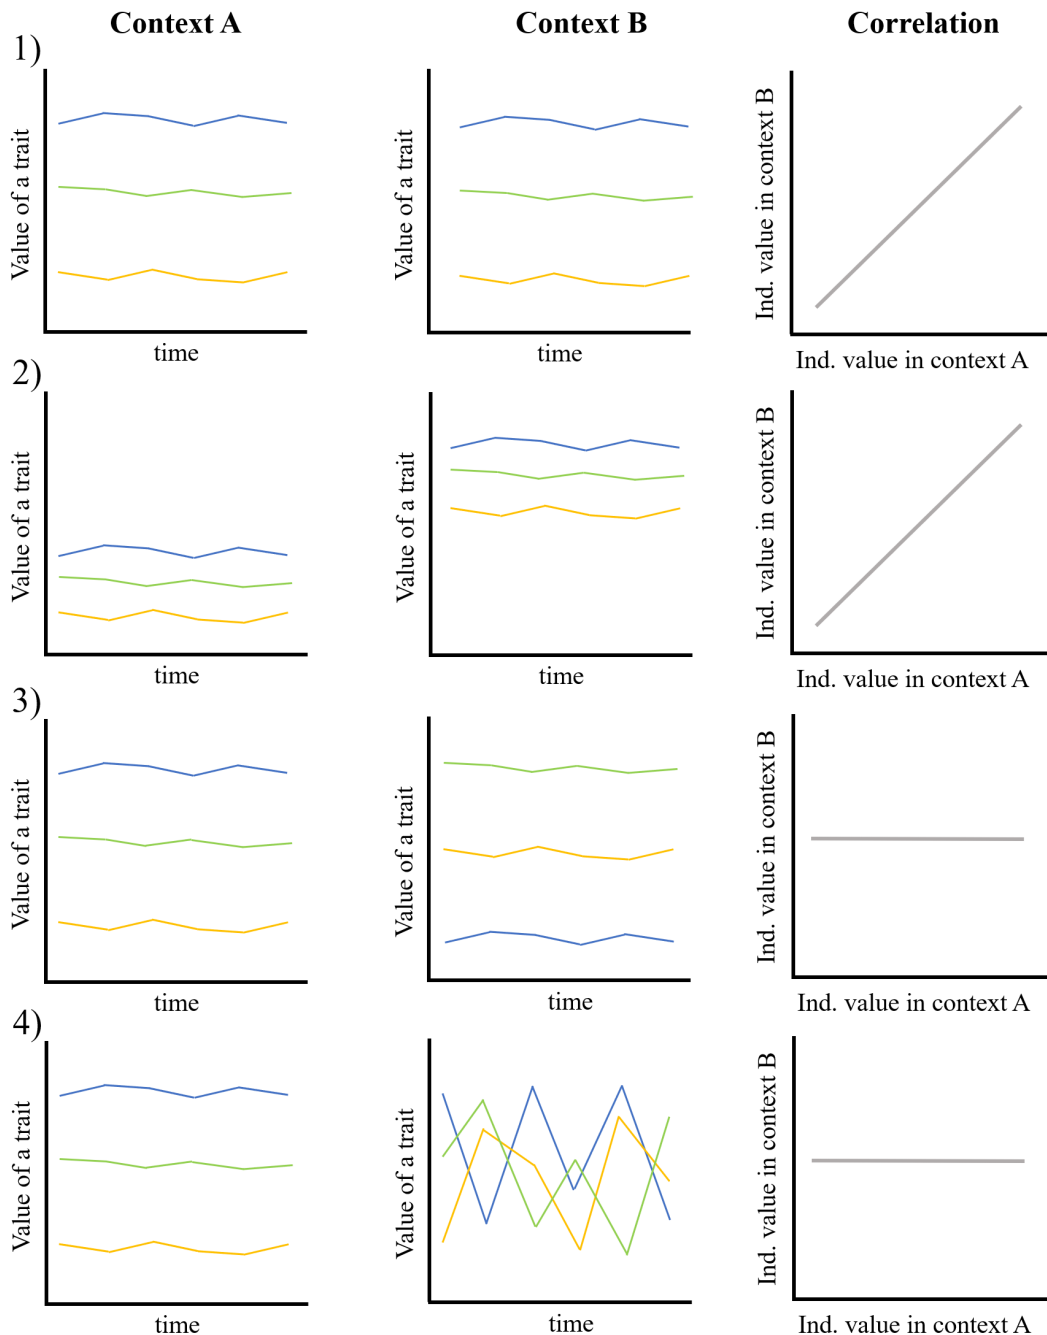 Context A
Context B
Correlation
1)
Value of a trait
time
Value of a trait
time
Ind. value in context B
Ind. value in context A
2)
Value of a trait
time
Value of a trait
time
Ind. value in context B
Ind. value in context A
3)
Value of a trait
time
Value of a trait
time
Ind. value in context B
Ind. value in context A
4)
Value of a trait
time
Value of a trait
time
Ind. value in context B
Ind. value in context A